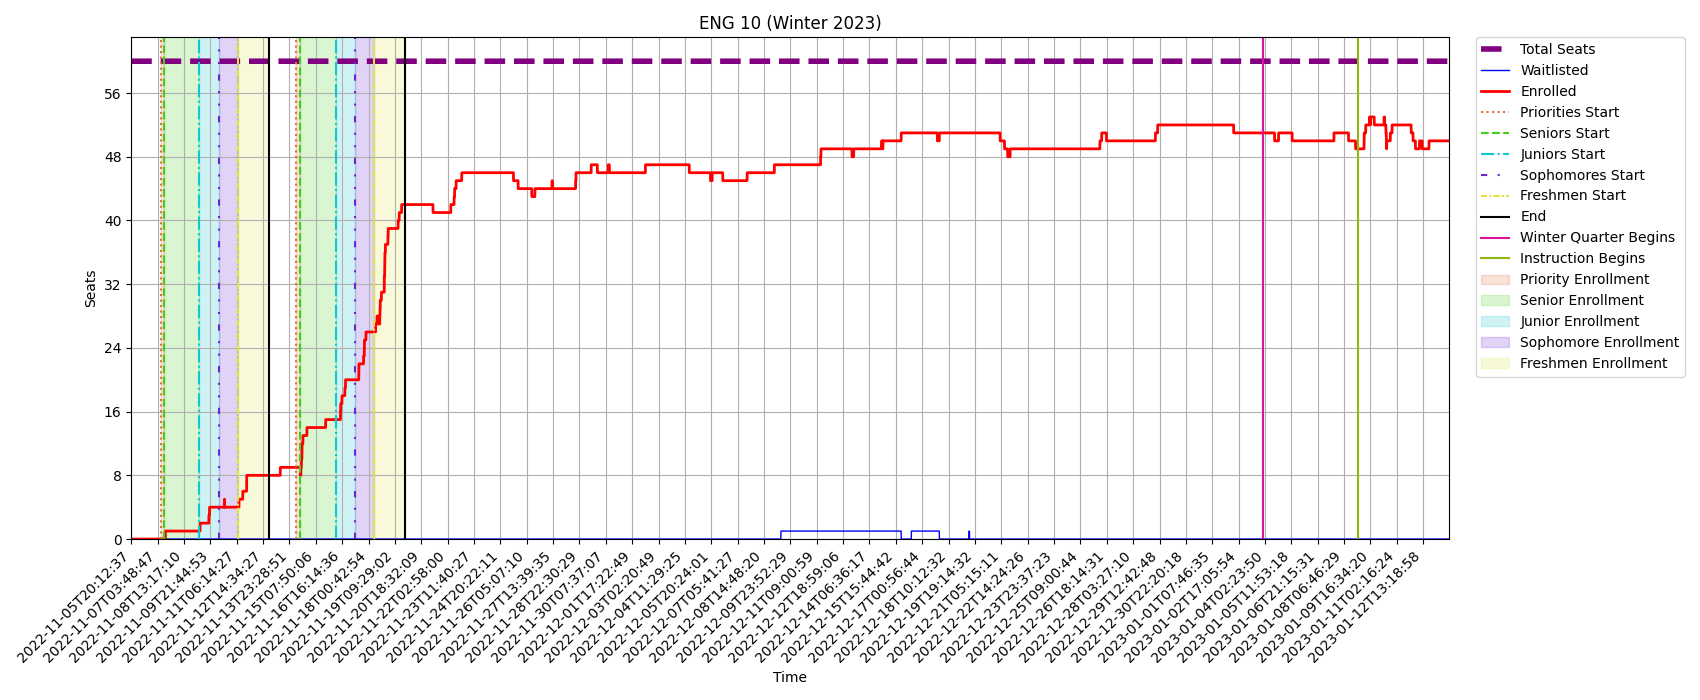 ENG 10 (Winter 2023)
Seats
56
48
40
32
24
16
8
0
2022-11-05T20:12:37
2022-11-07T03:48:47
2022-11-08T13:17:10
2022-11-09T21:44:53
2022-11-11T06:14:27
2022-11-12T14:34:27
2022-11-13T23:28:51
2022-11-15T07:50:06
2022-11-16T16:14:36
2022-11-18T00:42:54
2022-11-19T09:29:02
2022-11-20T18:32:09
2022-11-22T02:58:00
2022-11-23T11:40:27
2022-11-24T20:22:11
2022-11-26T05:07:10
2022-11-27T13:39:35
2022-11-28T22:30:29
2022-11-30T07:37:07
2022-12-01T17:22:49
2022-12-03T02:20:49
2022-12-04T11:29:25
2022-12-05T20:24:01
2022-12-07T05:41:27
2022-12-08T14:48:20
2022-12-09T23:52:29
2022-12-11T09:00:59
2022-12-12T18:59:06
2022-12-14T06:36:17
2022-12-15T15:44:42
2022-12-17T00:56:44
2022-12-18T10:12:32
2022-12-19T19:14:32
2022-12-21T05:15:11
2022-12-22T14:24:26
2022-12-23T23:37:23
2022-12-25T09:00:44
2022-12-26T18:14:31
2022-12-28T03:27:10
2022-12-29T12:42:48
2022-12-30T22:20:18
2023-01-01T07:46:35
2023-01-02T17:05:54
2023-01-04T02:23:50
2023-01-05T11:53:18
2023-01-06T21:15:31
2023-01-08T06:46:29
2023-01-09T16:34:20
2023-01-11T02:16:24
2023-01-12T13:18:58
Time
Total Seats
Waitlisted
Enrolled
Priorities Start
Seniors Start
Juniors Start
Sophomores Start
Freshmen Start
End
Winter Quarter Begins
Instruction Begins
Priority Enrollment
Senior Enrollment
Junior Enrollment
Sophomore Enrollment
Freshmen Enrollment